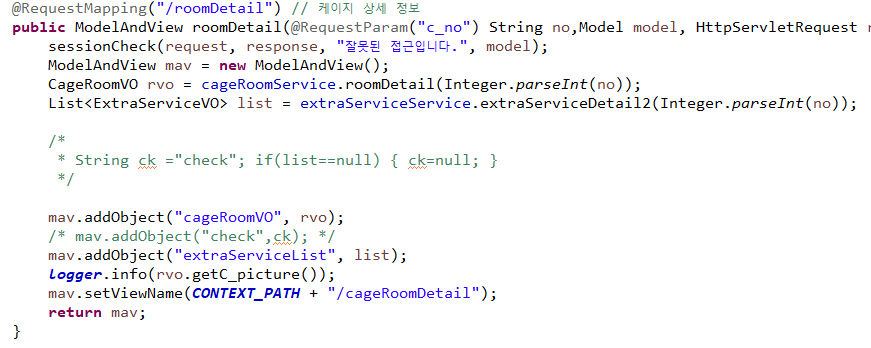 @RequestMapping("/roomDetail") // 케이지 상세 정보
public ModelAndView roomDetail(@RequestParam("c_no") String no,Model model, HttpServletRequest
sessionCheck(request, response, "잘못된 접근입니다.", model);
ModelAndView mav = new ModelAndView();
CageRoomVO rvo = cageRoomService.roomDetail(Integer.parseInt(no));
List<ExtraServiceVO> list = extraServiceService.extraServiceDetail2(Integer.parseInt(no));
/*
* String ck ="check"; if(list==null) { ck=null; }
*/
mav.addObject("cageRoomVO", rvo);
/* mav.addObject("check",ck); */
mav.addObject("extraServiceList", list);
logger.info(rvo.getC_picture());
mav.setViewName(CONTEXT_PATH + "/cageRoomDetail");
return mav;
}